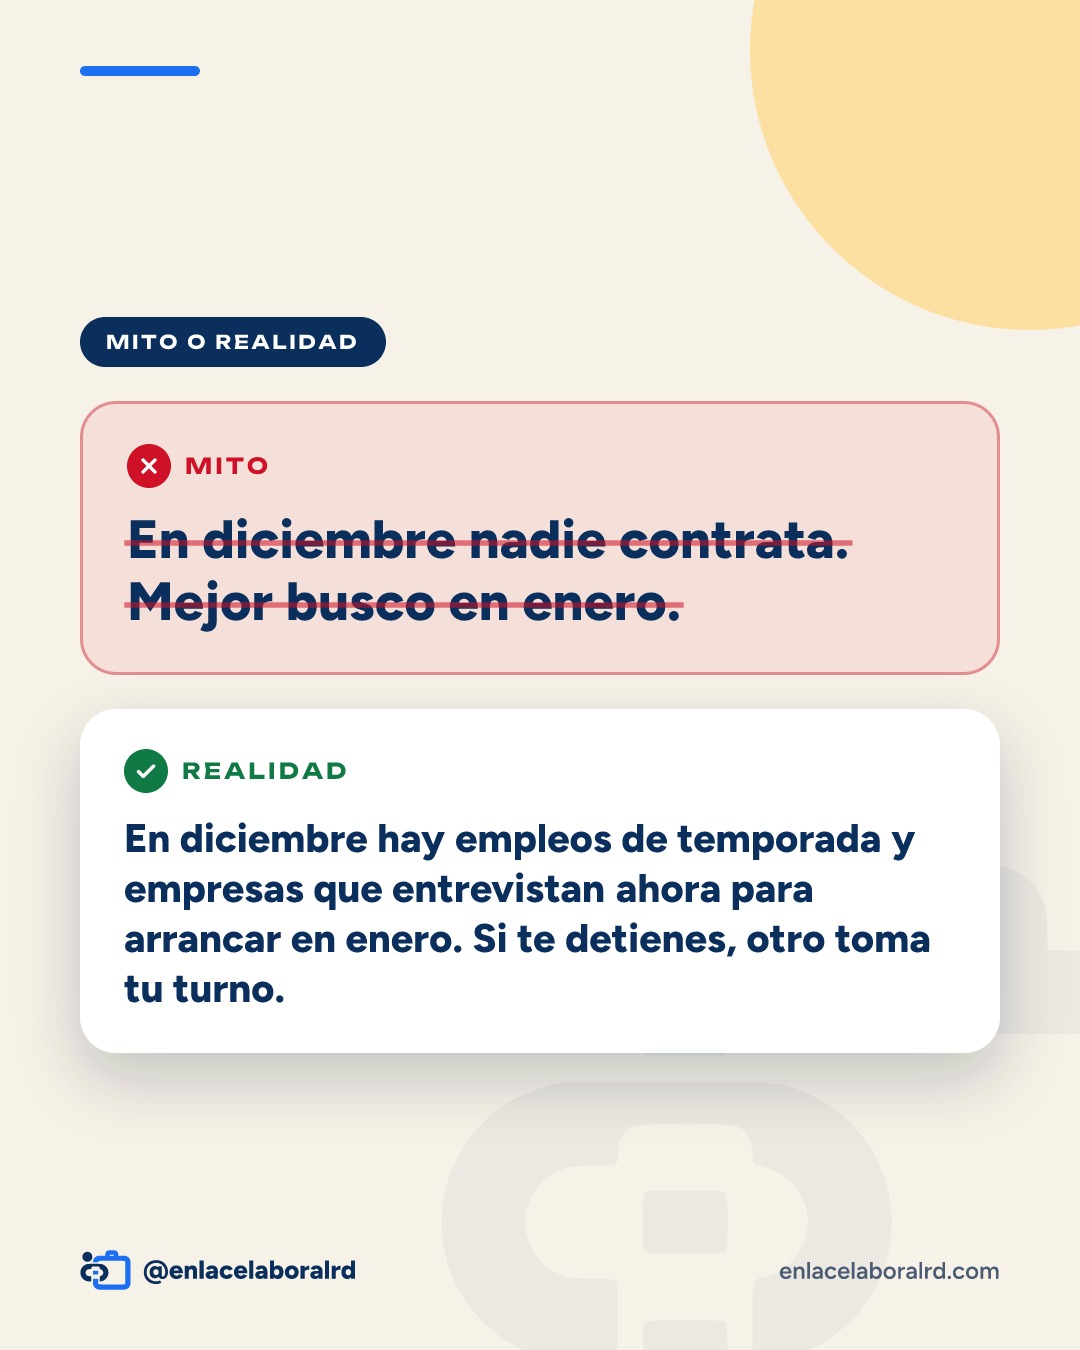 MITO O REALIDAD
MITO
En diciembre nadie contrata.
Mejor busco en enero.
REALIDAD
En diciembre hay empleos de temporada y
empresas que entrevistan ahora para
arrancar en enero. Si te detienes, otro toma
tu turno.
@enlacelaboralrd
enlacelaboralrd.com